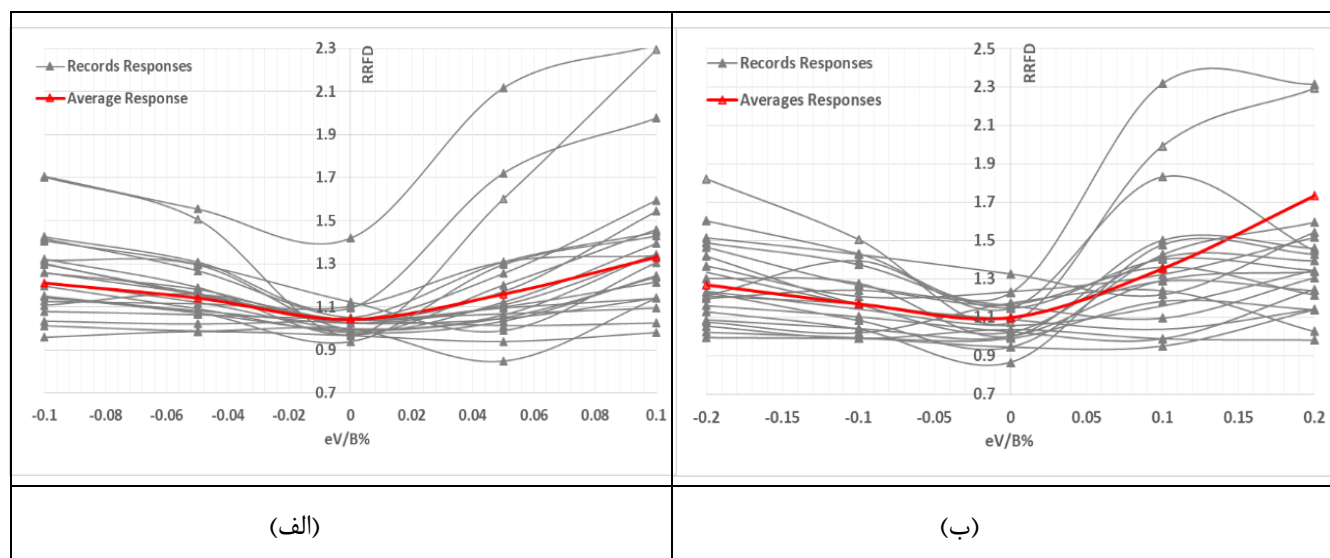 RRFD
Records Responses
Average Response
2.3
2.1
1.9
1.7
1.5
1.3
1.1
0.9
0.7
-0.1 -0.08 -0.06 -0.04 -0.02 0 0.02 0.04 0.06 0.08 0.1
eV/B%
(الف)
RRFD
Records Responses
Averages Responses
2.5
2.3
2.1
1.9
1.7
1.5
1.3
1.1
0.9
0.7
-0.2 -0.15 -0.1 -0.05 0 0.05 0.1 0.15 0.2
eV/B%
(ب)